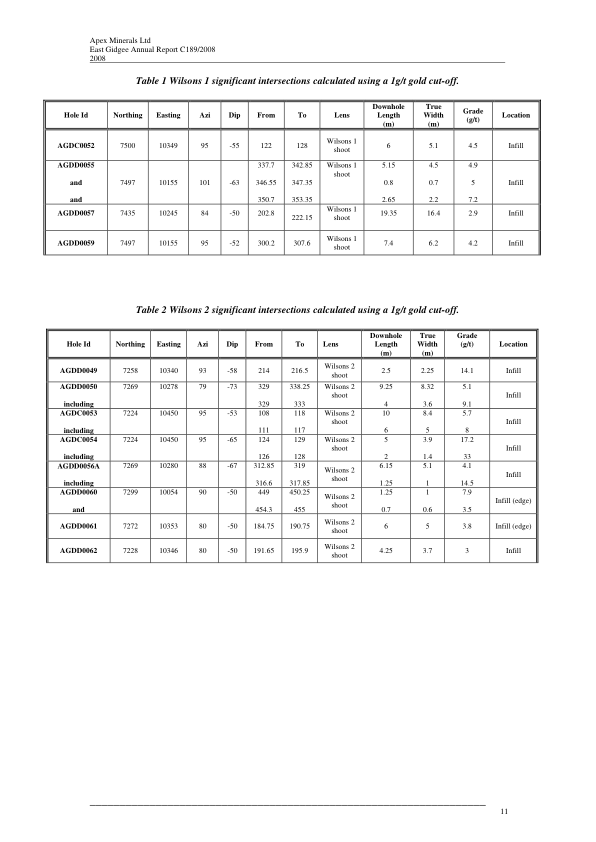 Apex Minerals Ltd
East Gidgee Annual Report C189/2008
2008
Table 1 Wilsons 1 significant intersections calculated using a 1g/t gold cut-off.
Hole Id Northing Easting Azi Dip From To Lens Downhole Length (m) True Width (m) Grade (g/t) Location
AGDC0052 7500 10349 95 -55 122 128 Wilsons 1 shoot 6 5.1 4.5 Infill
AGDD0055 337.7 342.85 Wilsons 1 shoot 5.15 4.5 4.9
and 7497 10155 101 -63 346.55 347.35 0.8 0.7 5 Infill
and 350.7 353.35 2.65 2.2 7.2
AGDD0057 7435 10245 84 -50 202.8 222.15 Wilsons 1 shoot 19.35 16.4 2.9 Infill
AGDD0059 7497 10155 95 -52 300.2 307.6 Wilsons 1 shoot 7.4 6.2 4.2 Infill
Table 2 Wilsons 2 significant intersections calculated using a 1g/t gold cut-off.
Hole Id Northing Easting Azi Dip From To Lens Downhole Length (m) True Width (m) Grade (g/t) Location
AGDD0049 7258 10340 93 -58 214 216.5 Wilsons 2 shoot 2.5 2.25 14.1 Infill
AGDD0050 7269 10278 79 -73 329 338.25 Wilsons 2 shoot 9.25 8.32 5.1 Infill
including 329 333 4 3.6 9.1
AGDC0053 7224 10450 95 -53 108 118 Wilsons 2 shoot 10 8.4 5.7 Infill
including 111 117 6 5 8
AGDC0054 7224 10450 95 -65 124 129 Wilsons 2 shoot 5 3.9 17.2 Infill
including 126 128 2 1.4 33
AGDD0056A 7269 10280 88 -67 312.85 319 Wilsons 2 shoot 6.15 5.1 4.1 Infill
including 316.6 317.85 1.25 1 14.5
AGDD0060 7299 10054 90 -50 449 450.25 Wilsons 2 shoot 1.25 1 7.9 Infill (edge)
and 454.3 455 0.7 0.6 3.5
AGDD0061 7272 10353 80 -50 184.75 190.75 Wilsons 2 shoot 6 5 3.8 Infill (edge)
AGDD0062 7228 10346 80 -50 191.65 195.9 Wilsons 2 shoot 4.25 3.7 3 Infill
11